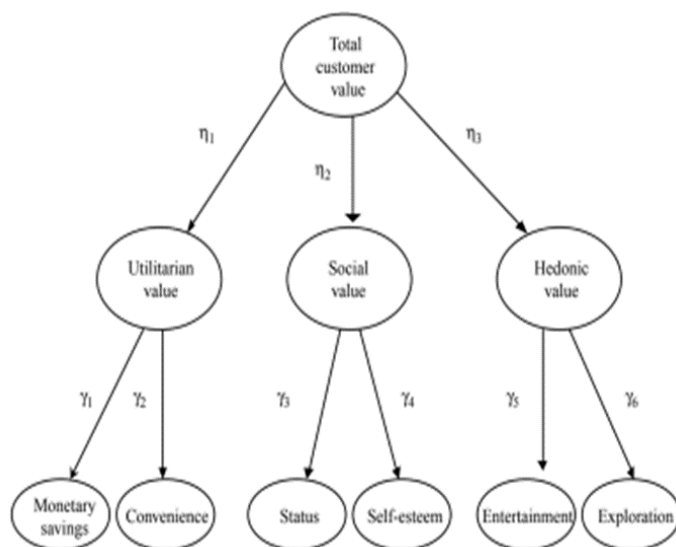 Total
customer
value
η₁
η₂
η₃
Utilitarian
value
Social
value
Hedonic
value
γ₁
γ₂
γ₃
γ₄
γ₅
γ₆
Monetary
savings
Convenience
Status
Self-esteem
Entertainment
Exploration